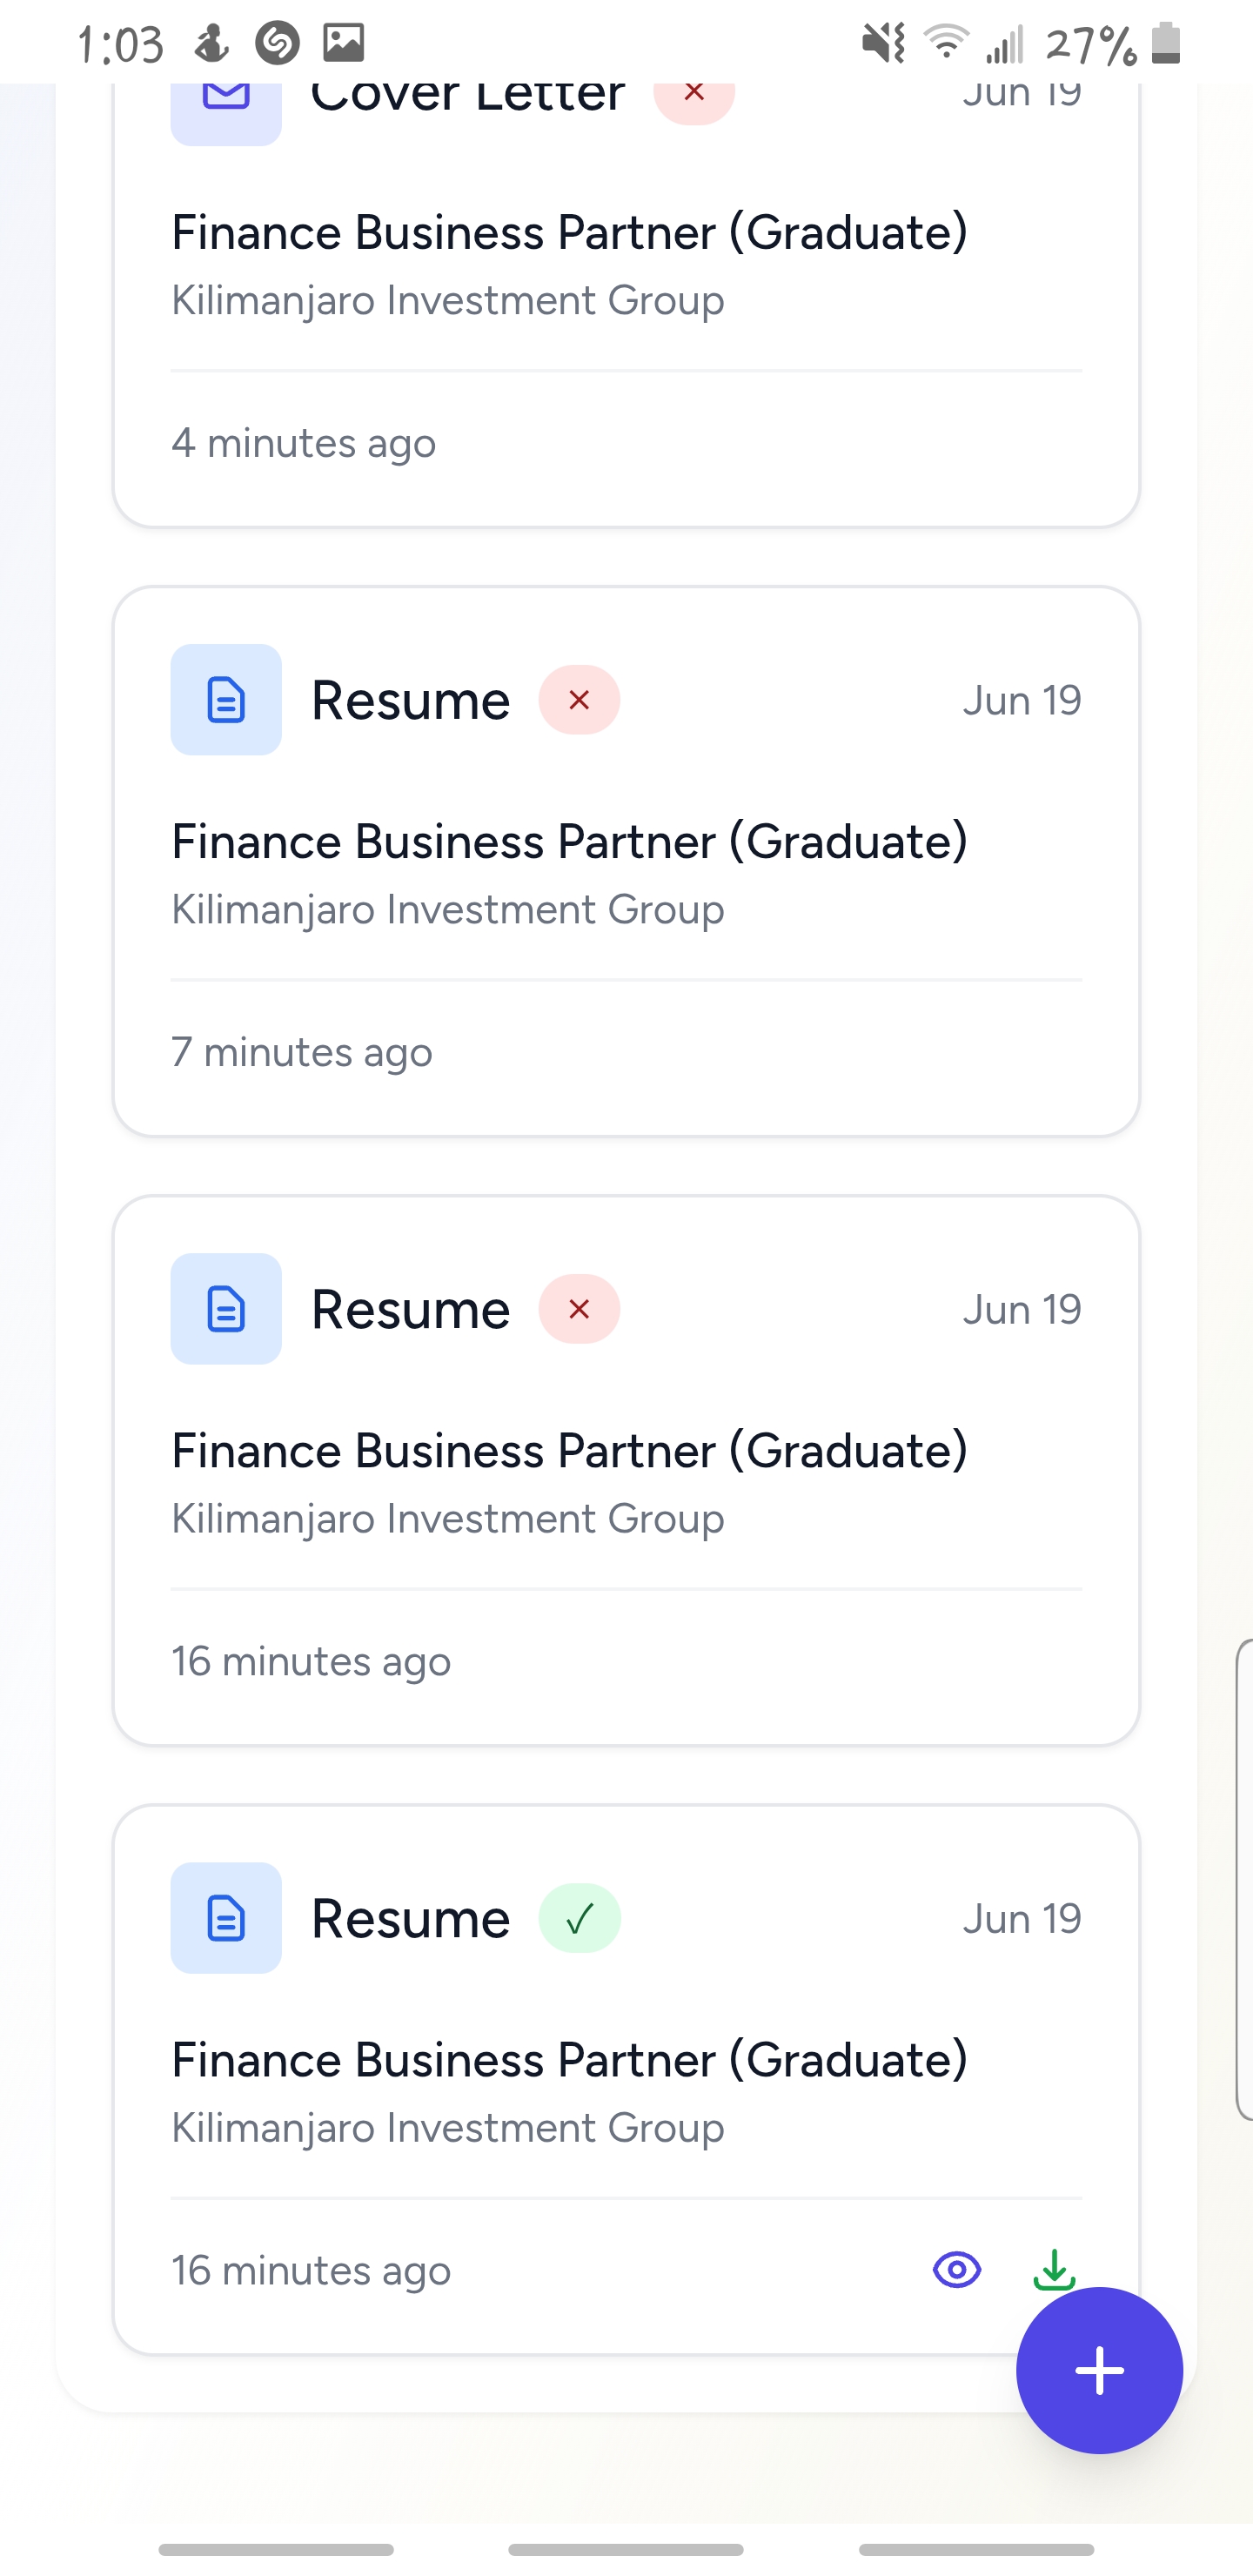 1:03
27%
Cover Letter
Jun 19
Finance Business Partner (Graduate)
Kilimanjaro Investment Group
4 minutes ago
Resume
Jun 19
Finance Business Partner (Graduate)
Kilimanjaro Investment Group
7 minutes ago
Resume
Jun 19
Finance Business Partner (Graduate)
Kilimanjaro Investment Group
16 minutes ago
Resume
Jun 19
Finance Business Partner (Graduate)
Kilimanjaro Investment Group
16 minutes ago